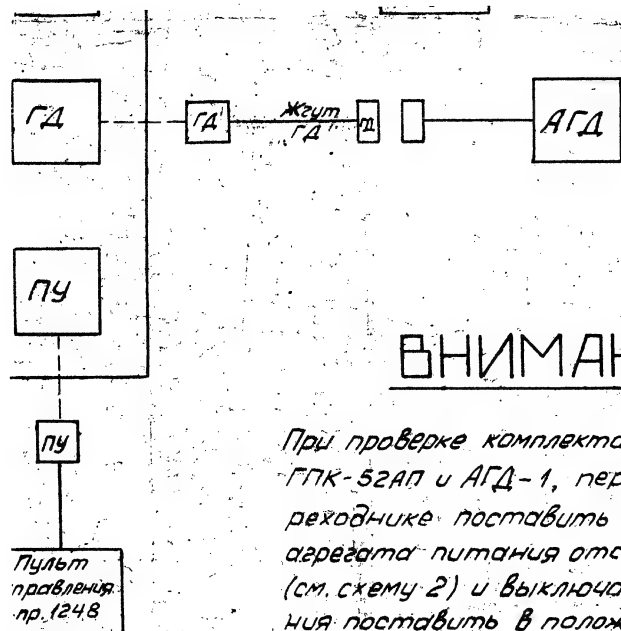 ГД
ГД
Жгут
ГД
ГД
АГД
ПУ
ВНИМАН
ПУ
При проверке комплекта
ГПК-52АП и АГД-1, пер
реходнике поставить
агрегата питания отс
(см. схему 2) и выключа
ния поставить в полож
Пульт
правления
пр. 1248